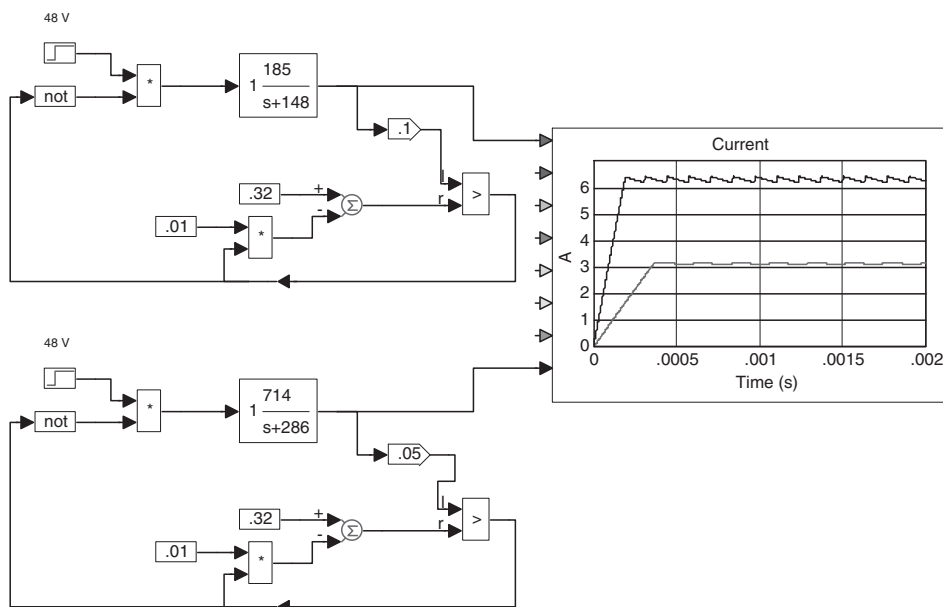 48 V
not
*
1 185
s+148
.1
.32
+
-
Σ
.01
*
l
r
>
Current
6
5
4
3
2
1
0
A
0 .0005 .001 .0015 .002
Time (s)
48 V
not
*
1 714
s+286
.05
.32
+
-
Σ
.01
*
l
r
>